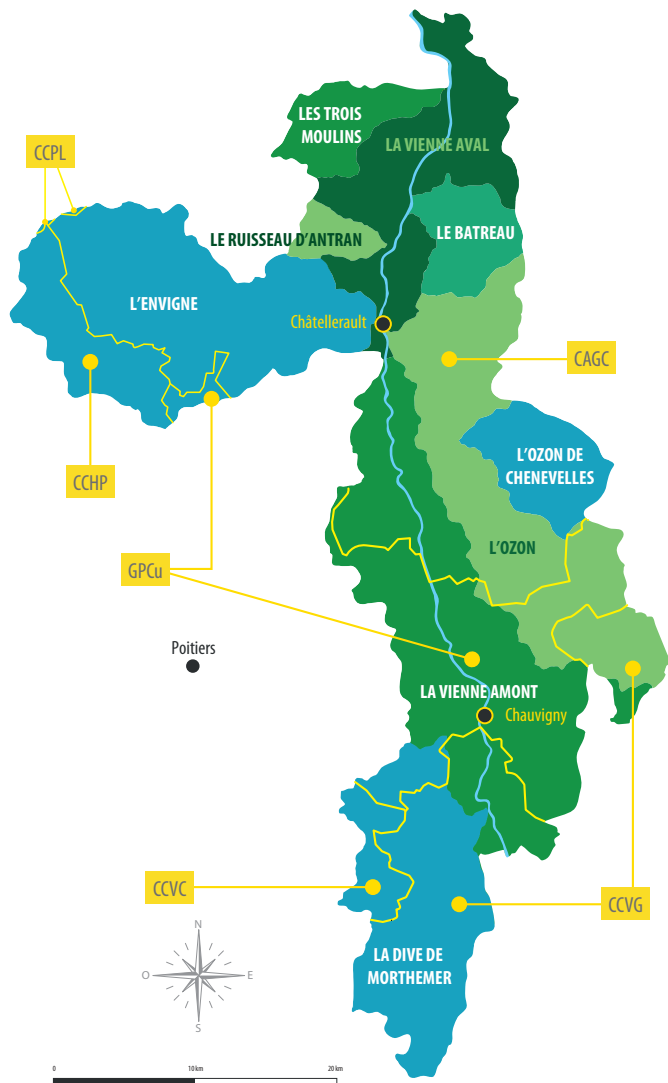 LES TROIS
MOULINS
LA VIENNE AVAL
CCPL
LE BATREAU
LE RUISSEAU D'ANTRAN
L'ENVIGNE
Châtellerault
CAGC
L'OZON DE
CHENEVELLES
CCHP
L'OZON
GPCu
Poitiers
LA VIENNE AMONT
Chauvigny
CCVC
CCVG
N
O
E
S
LA DIVE DE
MORTHEMER
0
10 km
20 km